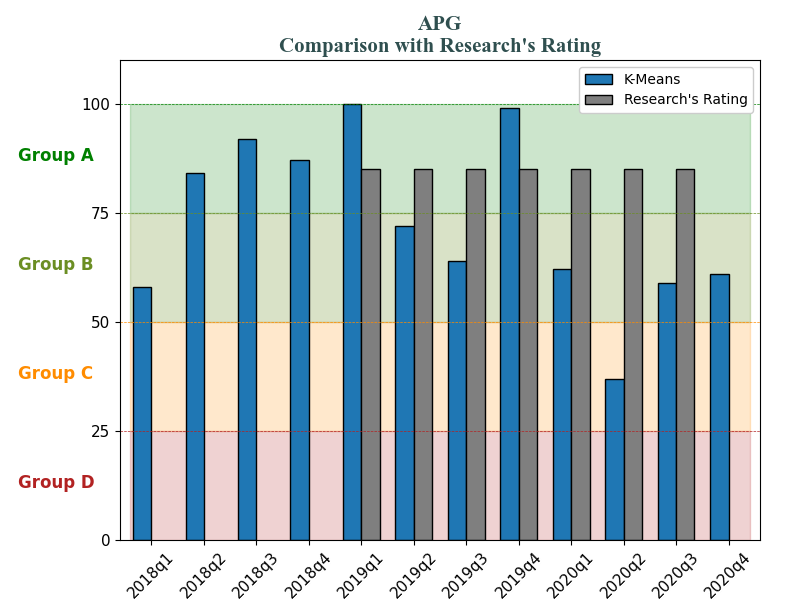 APG
Comparison with Research's Rating
K-Means
Research's Rating
100
Group A
75
Group B
50
Group C
25
Group D
0
2018q1
2018q2
2018q3
2018q4
2019q1
2019q2
2019q3
2019q4
2020q1
2020q2
2020q3
2020q4